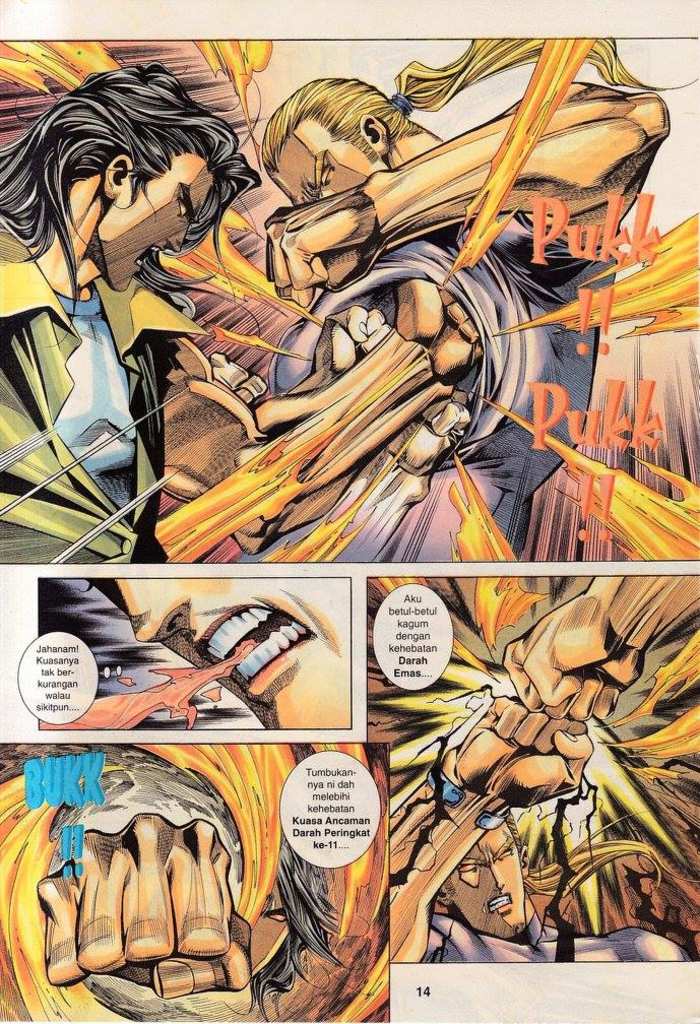 Pukk
!!
Pukk
!!
Jahanam!
Kuasanya
tak ber-
kurangan
walau
sikitpun....
Aku
betul-betul
kagum
dengan
kehebatan
Darah
Emas....
BUKK
!!
Tumbukan-
nya ni dah
melebihi
kehebatan
Kuasa Ancaman
Darah Peringkat
ke-11....
14